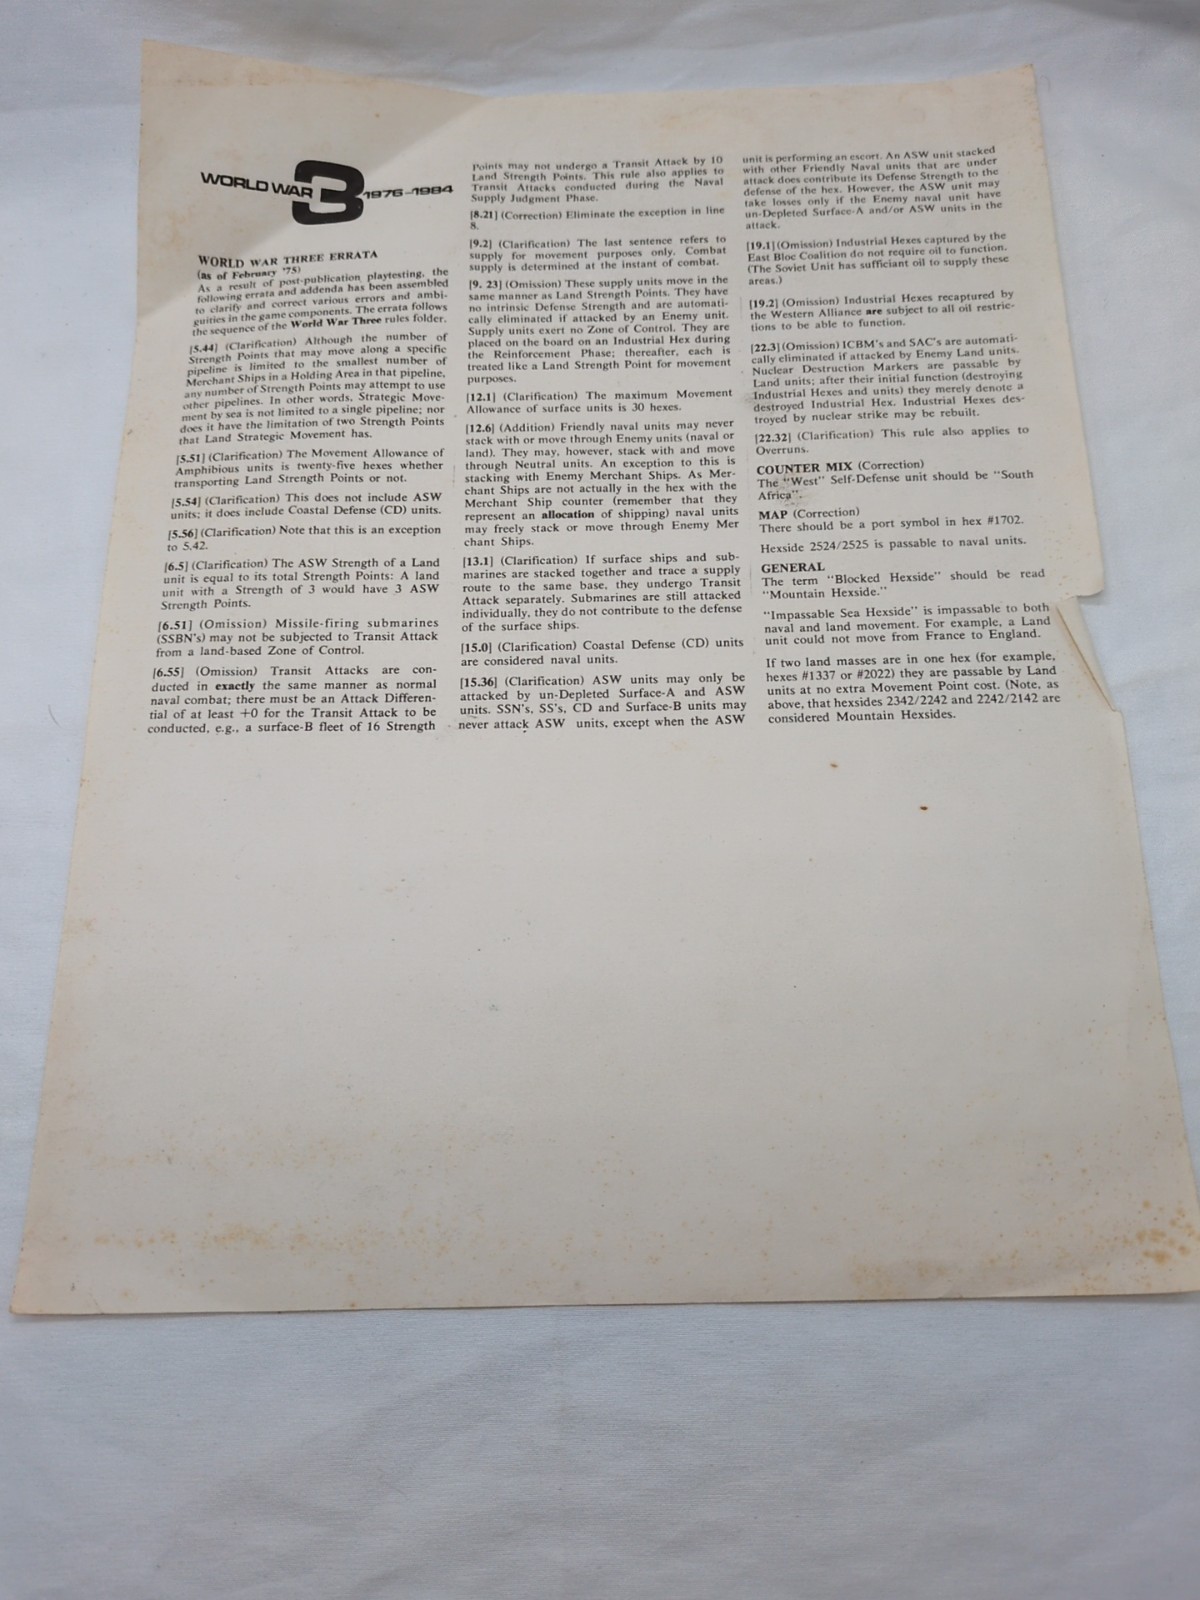 WORLD WAR 3 1976-1984
WORLD WAR THREE ERRATA
(as of February '75)
As a result of post-publication playtesting, the
following errata and addenda has been assembled
to clarify and correct various errors and ambi-
guities in the game components. The errata follows
the sequence of the World War Three rules folder.
[5.44] (Clarification) Although the number of
Strength Points that may move along a specific
pipeline is limited to the smallest number of
Merchant Ships in a Holding Area in that pipeline,
any number of Strength Points may attempt to use
other pipelines. In other words, Strategic Move-
ment by sea is not limited to a single pipeline; nor
does it have the limitation of two Strength Points
that Land Strategic Movement has.
[5.51] (Clarification) The Movement Allowance of
Amphibious units is twenty-five hexes whether
transporting Land Strength Points or not.
[5.54] (Clarification) This does not include ASW
units; it does include Coastal Defense (CD) units.
[5.56] (Clarification) Note that this is an exception
to 5.42.
[6.5] (Clarification) The ASW Strength of a Land
unit is equal to its total Strength Points: A land
unit with a Strength of 3 would have 3 ASW
Strength Points.
[6.51] (Omission) Missile-firing submarines
(SSBN's) may not be subjected to Transit Attack
from a land-based Zone of Control.
[6.55] (Omission) Transit Attacks are con-
ducted in exactly the same manner as normal
naval combat; there must be an Attack Differen-
tial of at least +0 for the Transit Attack to be
conducted, e.g., a surface-B fleet of 16 Strength
Points may not undergo a Transit Attack by 10
Land Strength Points. This rule also applies to
Transit Attacks conducted during the Naval
Supply Judgment Phase.
[8.21] (Correction) Eliminate the exception in line
8.
[9.2] (Clarification) The last sentence refers to
supply for movement purposes only. Combat
supply is determined at the instant of combat.
[9. 23] (Omission) These supply units move in the
same manner as Land Strength Points. They have
no intrinsic Defense Strength and are automati-
cally eliminated if attacked by an Enemy unit.
Supply units exert no Zone of Control. They are
placed on the board on an Industrial Hex during
the Reinforcement Phase; thereafter, each is
treated like a Land Strength Point for movement
purposes.
[12.1] (Clarification) The maximum Movement
Allowance of surface units is 30 hexes.
[12.6] (Addition) Friendly naval units may never
stack with or move through Enemy units (naval or
land). They may, however, stack with and move
through Neutral units. An exception to this is
stacking with Enemy Merchant Ships. As Mer-
chant Ships are not actually in the hex with the
Merchant Ship counter (remember that they
represent an allocation of shipping) naval units
may freely stack or move through Enemy Mer
chant Ships.
[13.1] (Clarification) If surface ships and sub-
marines are stacked together and trace a supply
route to the same base, they undergo Transit
Attack separately. Submarines are still attacked
individually, they do not contribute to the defense
of the surface ships.
[15.0] (Clarification) Coastal Defense (CD) units
are considered naval units.
[15.36] (Clarification) ASW units may only be
attacked by un-Depleted Surface-A and ASW
units. SSN's, SS's, CD and Surface-B units may
never attack ASW units, except when the ASW
unit is performing an escort. An ASW unit stacked
with other Friendly Naval units that are under
attack does contribute its Defense Strength to the
defense of the hex. However, the ASW unit may
take losses only if the Enemy naval unit have
un-Depleted Surface-A and/or ASW units in the
attack.
[19.1] (Omission) Industrial Hexes captured by the
East Bloc Coalition do not require oil to function.
(The Soviet Unit has sufficient oil to supply these
areas.)
[19.2] (Omission) Industrial Hexes recaptured by
the Western Alliance are subject to all oil restric-
tions to be able to function.
[22.3] (Omission) ICBM's and SAC's are automati-
cally eliminated if attacked by Enemy Land units.
Nuclear Destruction Markers are passable by
Land units; after their initial function (destroying
Industrial Hexes and units) they merely denote a
destroyed Industrial Hex. Industrial Hexes des-
troyed by nuclear strike may be rebuilt.
[22.32] (Clarification) This rule also applies to
Overruns.
COUNTER MIX (Correction)
The "West" Self-Defense unit should be "South
Africa".
MAP (Correction)
There should be a port symbol in hex #1702.
Hexside 2524/2525 is passable to naval units.
GENERAL
The term "Blocked Hexside" should be read
"Mountain Hexside."
"Impassable Sea Hexside" is impassable to both
naval and land movement. For example, a Land
unit could not move from France to England.
If two land masses are in one hex (for example,
hexes #1337 or #2022) they are passable by Land
units at no extra Movement Point cost. (Note, as
above, that hexsides 2342/2242 and 2242/2142 are
considered Mountain Hexsides.